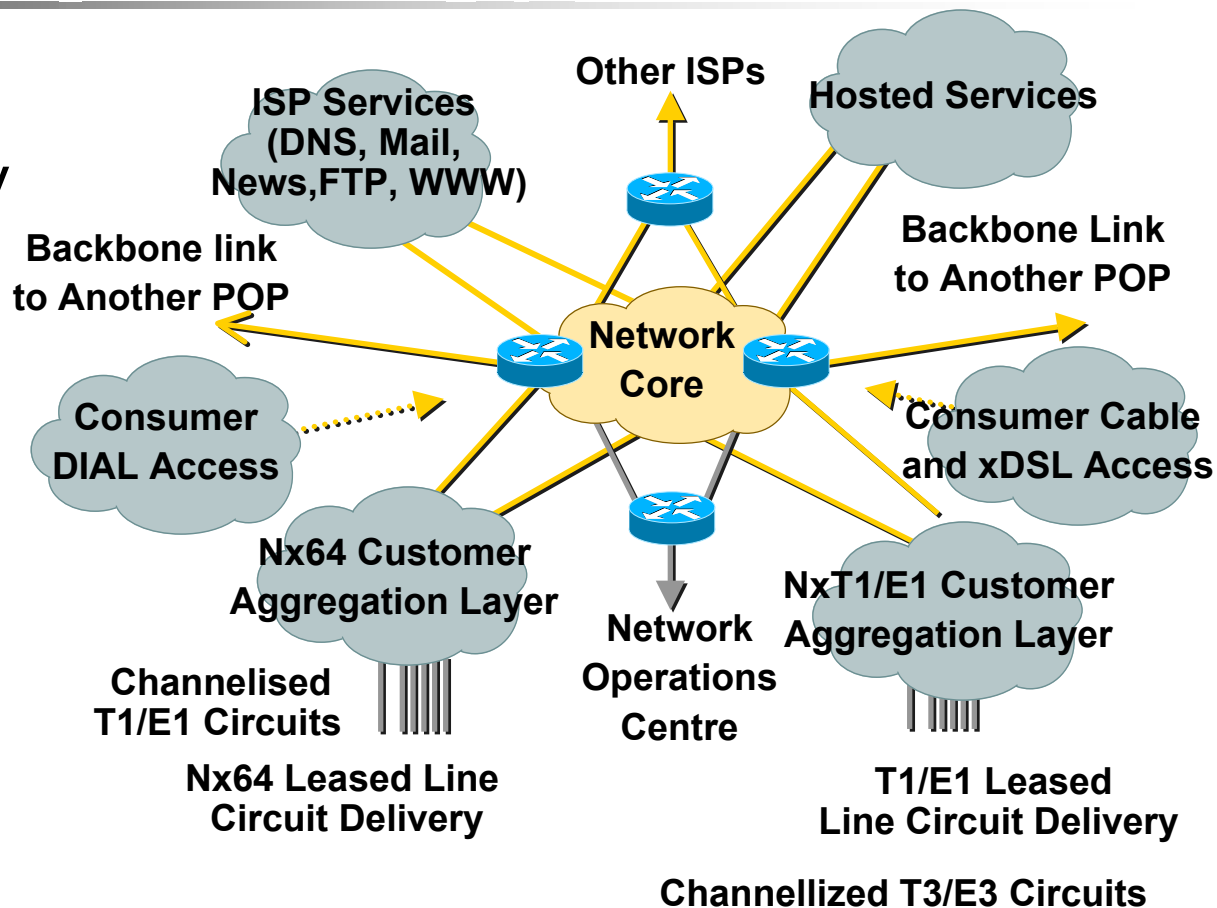 Other ISPs
ISP Services
(DNS, Mail,
News,FTP, WWW)
Hosted Services
Backbone link
to Another POP
Backbone Link
to Another POP
Network
Core
Consumer
DIAL Access
Consumer Cable
and xDSL Access
Nx64 Customer
Aggregation Layer
NxT1/E1 Customer
Aggregation Layer
Network
Operations
Centre
Channelised
T1/E1 Circuits
Nx64 Leased Line
Circuit Delivery
T1/E1 Leased
Line Circuit Delivery
Channellized T3/E3 Circuits